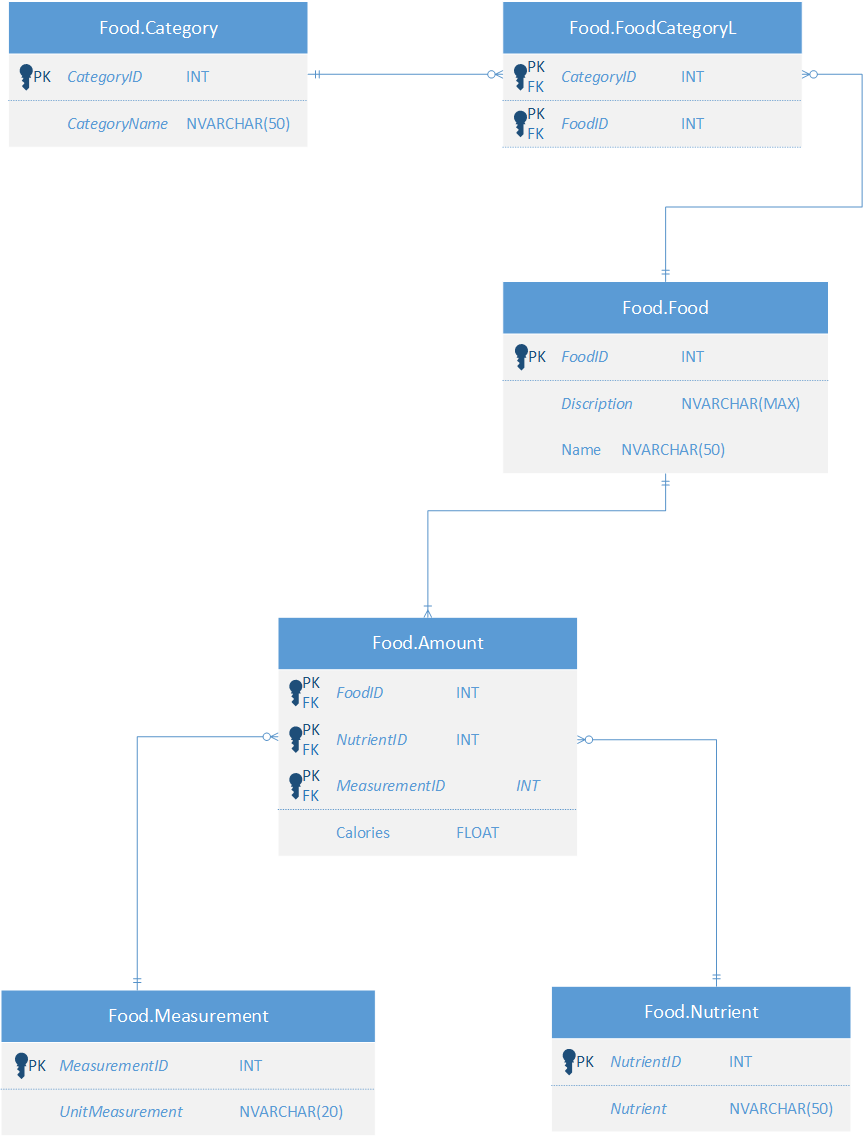 Food.Category
PK CategoryID INT
CategoryName NVARCHAR(50)
Food.FoodCategoryL
PK
FK CategoryID INT
PK
FK FoodID INT
Food.Food
PK FoodID INT
Discription NVARCHAR(MAX)
Name NVARCHAR(50)
Food.Amount
PK
FK FoodID INT
PK
FK NutrientID INT
PK
FK MeasurementID INT
Calories FLOAT
Food.Measurement
PK MeasurementID INT
UnitMeasurement NVARCHAR(20)
Food.Nutrient
PK NutrientID INT
Nutrient NVARCHAR(50)